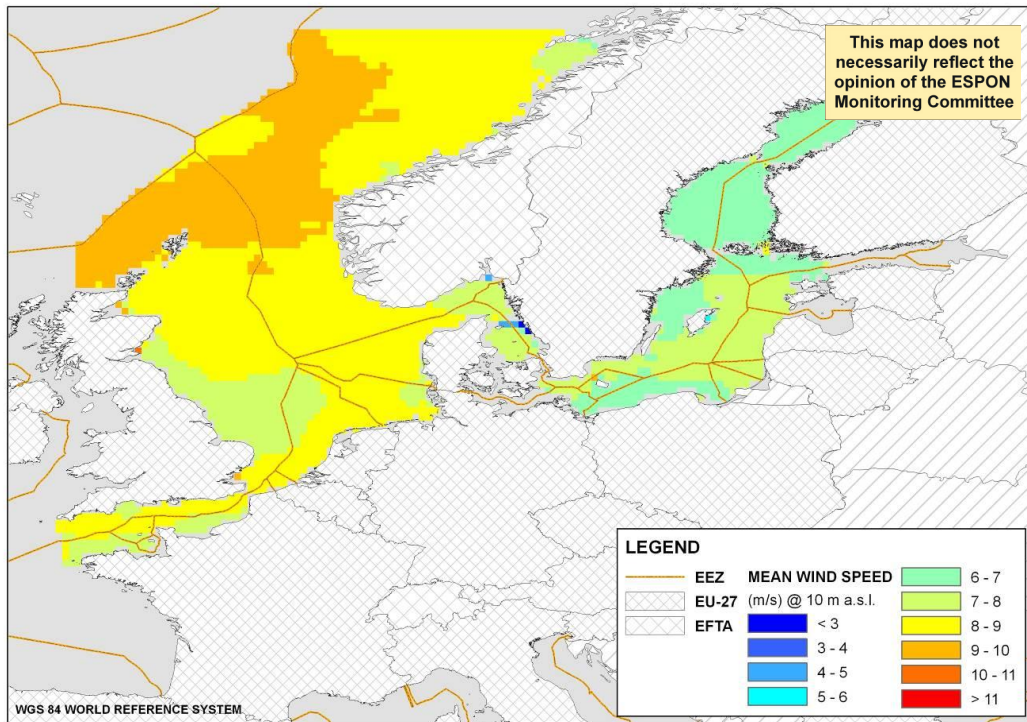 This map does not
necessarily reflect the
opinion of the ESPON
Monitoring Committee
LEGEND
EEZ
EU-27
EFTA
MEAN WIND SPEED
(m/s) @ 10 m a.s.l.
< 3
3 - 4
4 - 5
5 - 6
6 - 7
7 - 8
8 - 9
9 - 10
10 - 11
> 11
WGS 84 WORLD REFERENCE SYSTEM